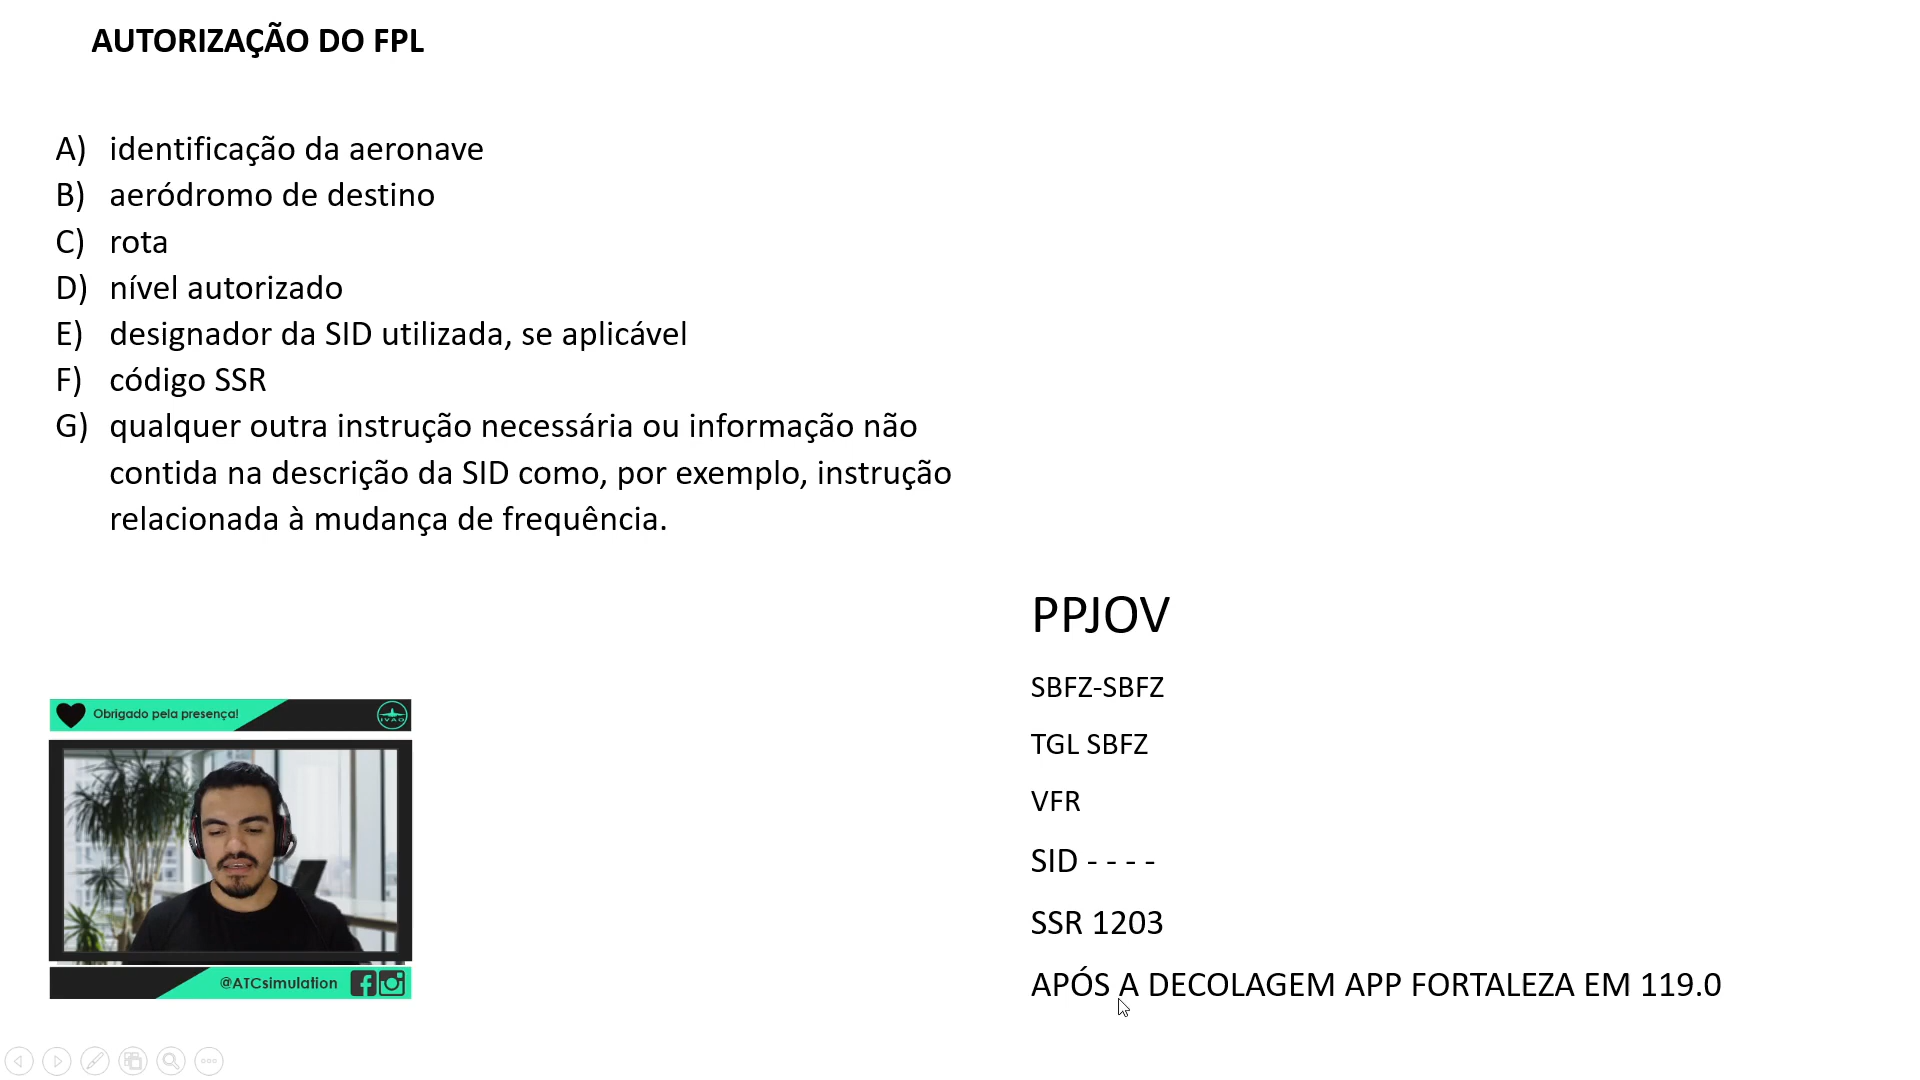 AUTORIZAÇÃO DO FPL
A) identificação da aeronave
B) aeródromo de destino
C) rota
D) nível autorizado
E) designador da SID utilizada, se aplicável
F) código SSR
G) qualquer outra instrução necessária ou informação não
contida na descrição da SID como, por exemplo, instrução
relacionada à mudança de frequência.
PPJOV
SBFZ-SBFZ
TGL SBFZ
VFR
SID - - - -
SSR 1203
APÓS A DECOLAGEM APP FORTALEZA EM 119.0
Obrigado pela presença!
IVAO
@ATCsimulation